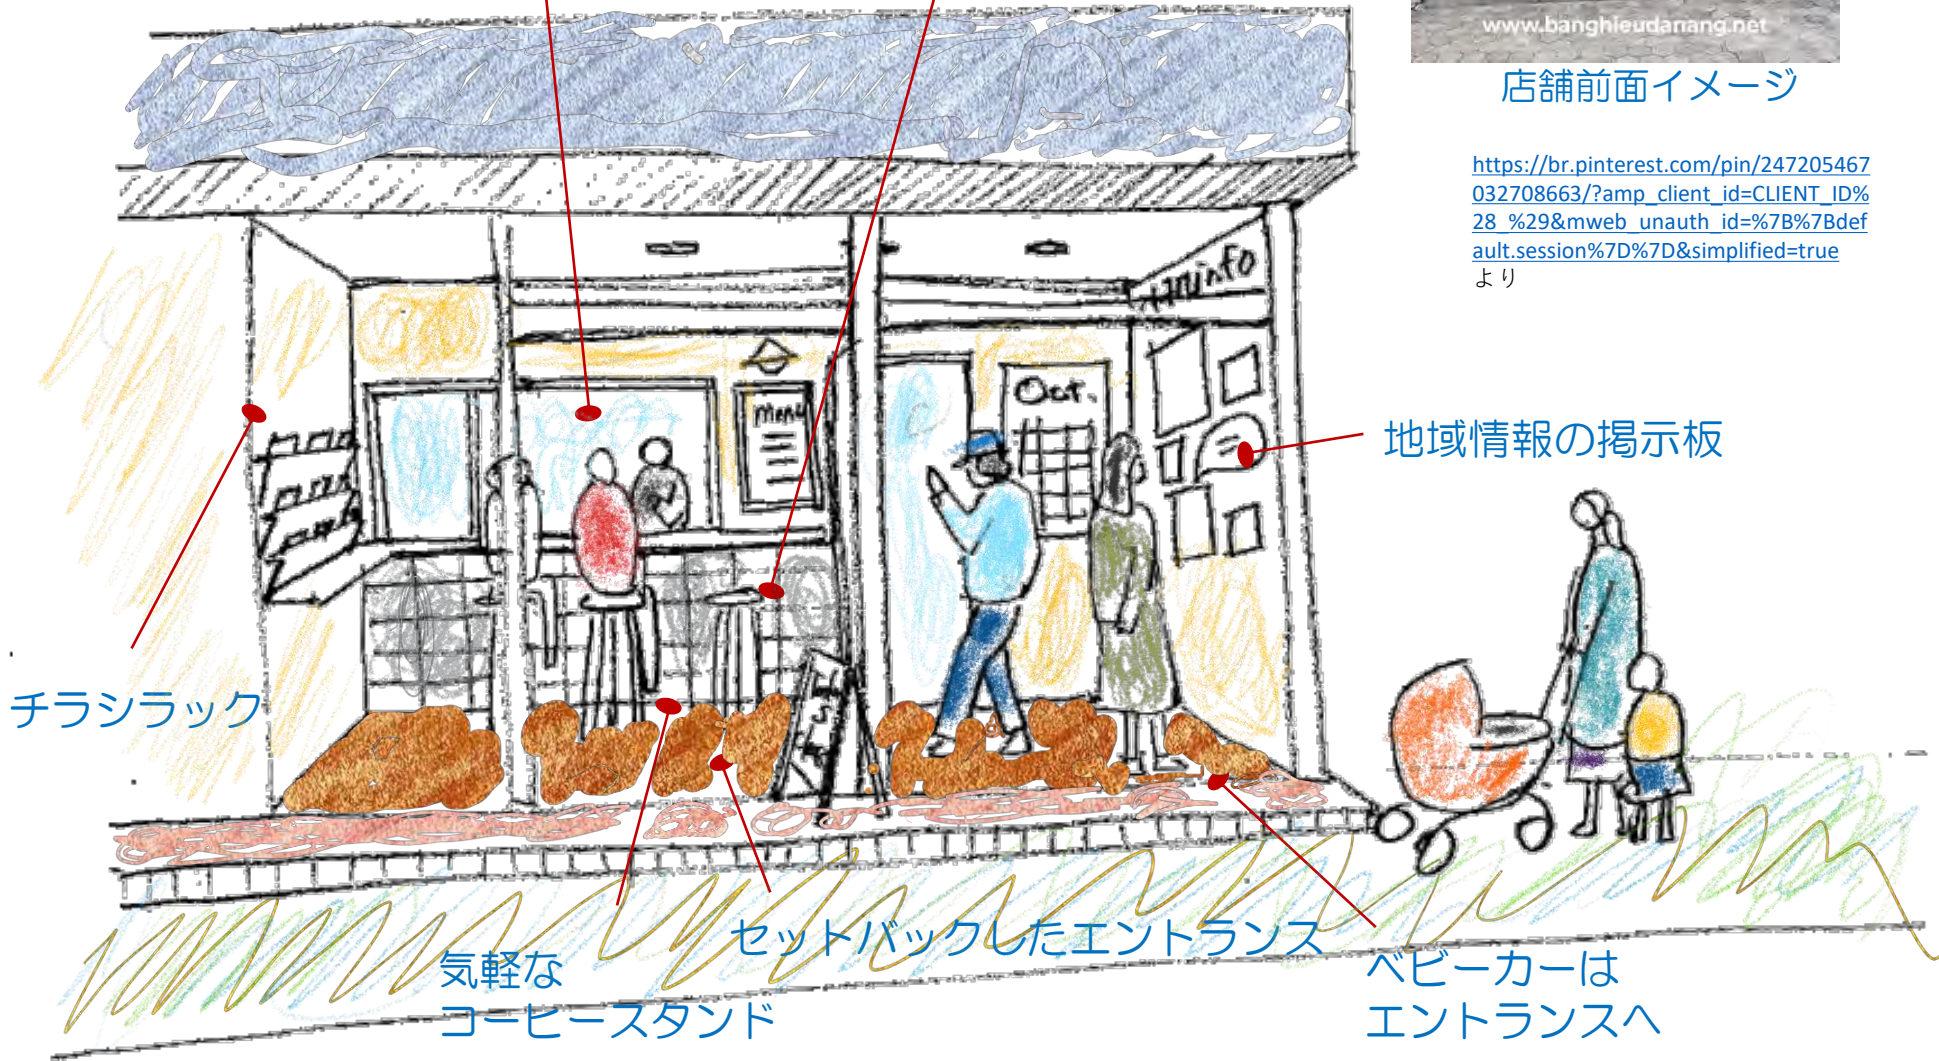 www.banghieudanang.net
店舗前面イメージ
https://br.pinterest.com/pin/247205467
032708663/?amp_client_id=CLIENT_ID%
28_%29&mweb_unauth_id=%7B%7Bdef
ault.session%7D%7D&simplified=true
より
info
menu
Oct.
地域情報の掲示板
チラシラック
セットバックしたエントランス
気軽な
コーヒースタンド
ベビーカーは
エントランスへ